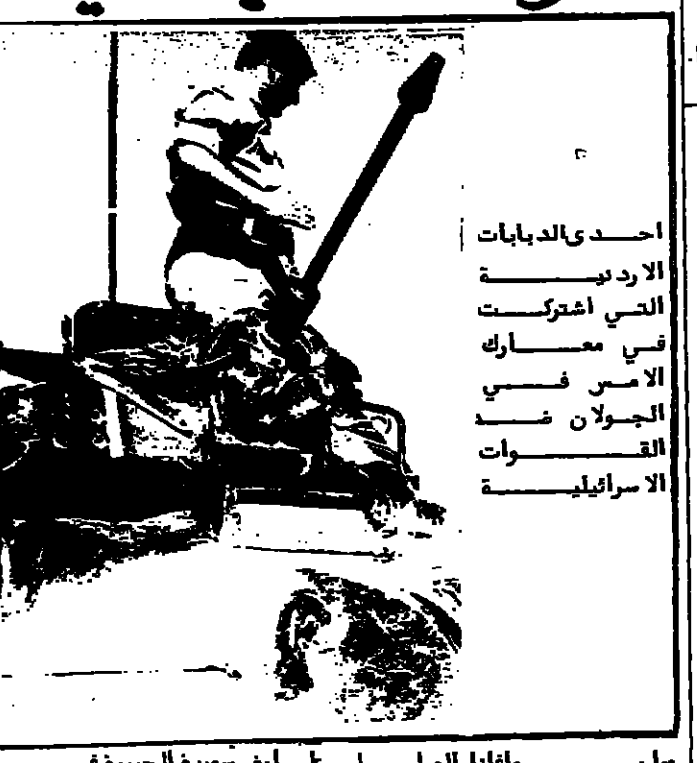 احدى الدبابات
الاردنية
التي اشتركت
في معارك
الامس في
الجولان ضد
القوات
الاسرائيلية